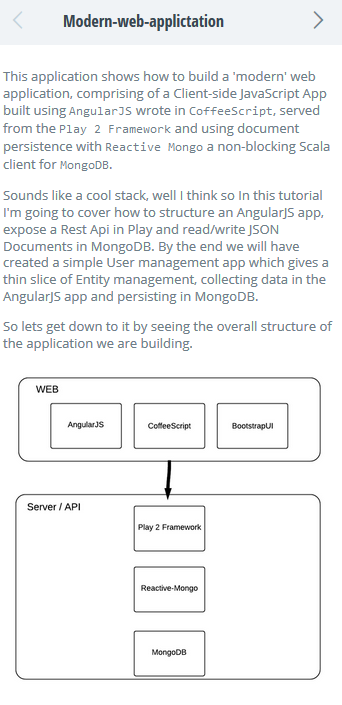 Modern-web-applictation
This application shows how to build a 'modern' web
application, comprising of a Client-side JavaScript App
built using AngularJS wrote in CoffeeScript, served
from the Play 2 Framework and using document
persistence with Reactive Mongo a non-blocking Scala
client for MongoDB.
Sounds like a cool stack, well I think so In this tutorial
I'm going to cover how to structure an AngularJS app,
expose a Rest Api in Play and read/write JSON
Documents in MongoDB. By the end we will have
created a simple User management app which gives a
thin slice of Entity management, collecting data in the
AngularJS app and persisting in MongoDB.
So lets get down to it by seeing the overall structure of
the application we are building.
WEB
AngularJS
CoffeeScript
BootstrapUI
Server / API
Play 2 Framework
Reactive-Mongo
MongoDB